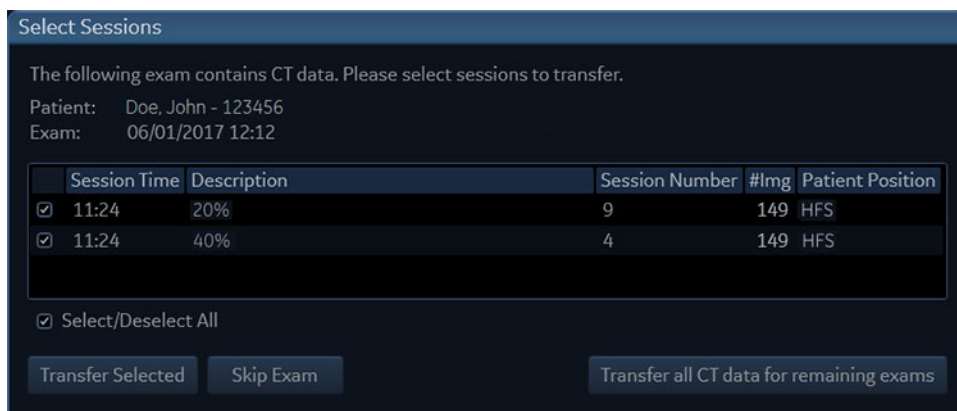 Select Sessions
The following exam contains CT data. Please select sessions to transfer.
Patient: Doe, John - 123456
Exam: 06/01/2017 12:12
Session Time Description Session Number #Img Patient Position
11:24 20% 9 149 HFS
11:24 40% 4 149 HFS
Select/Deselect All
Transfer Selected Skip Exam Transfer all CT data for remaining exams